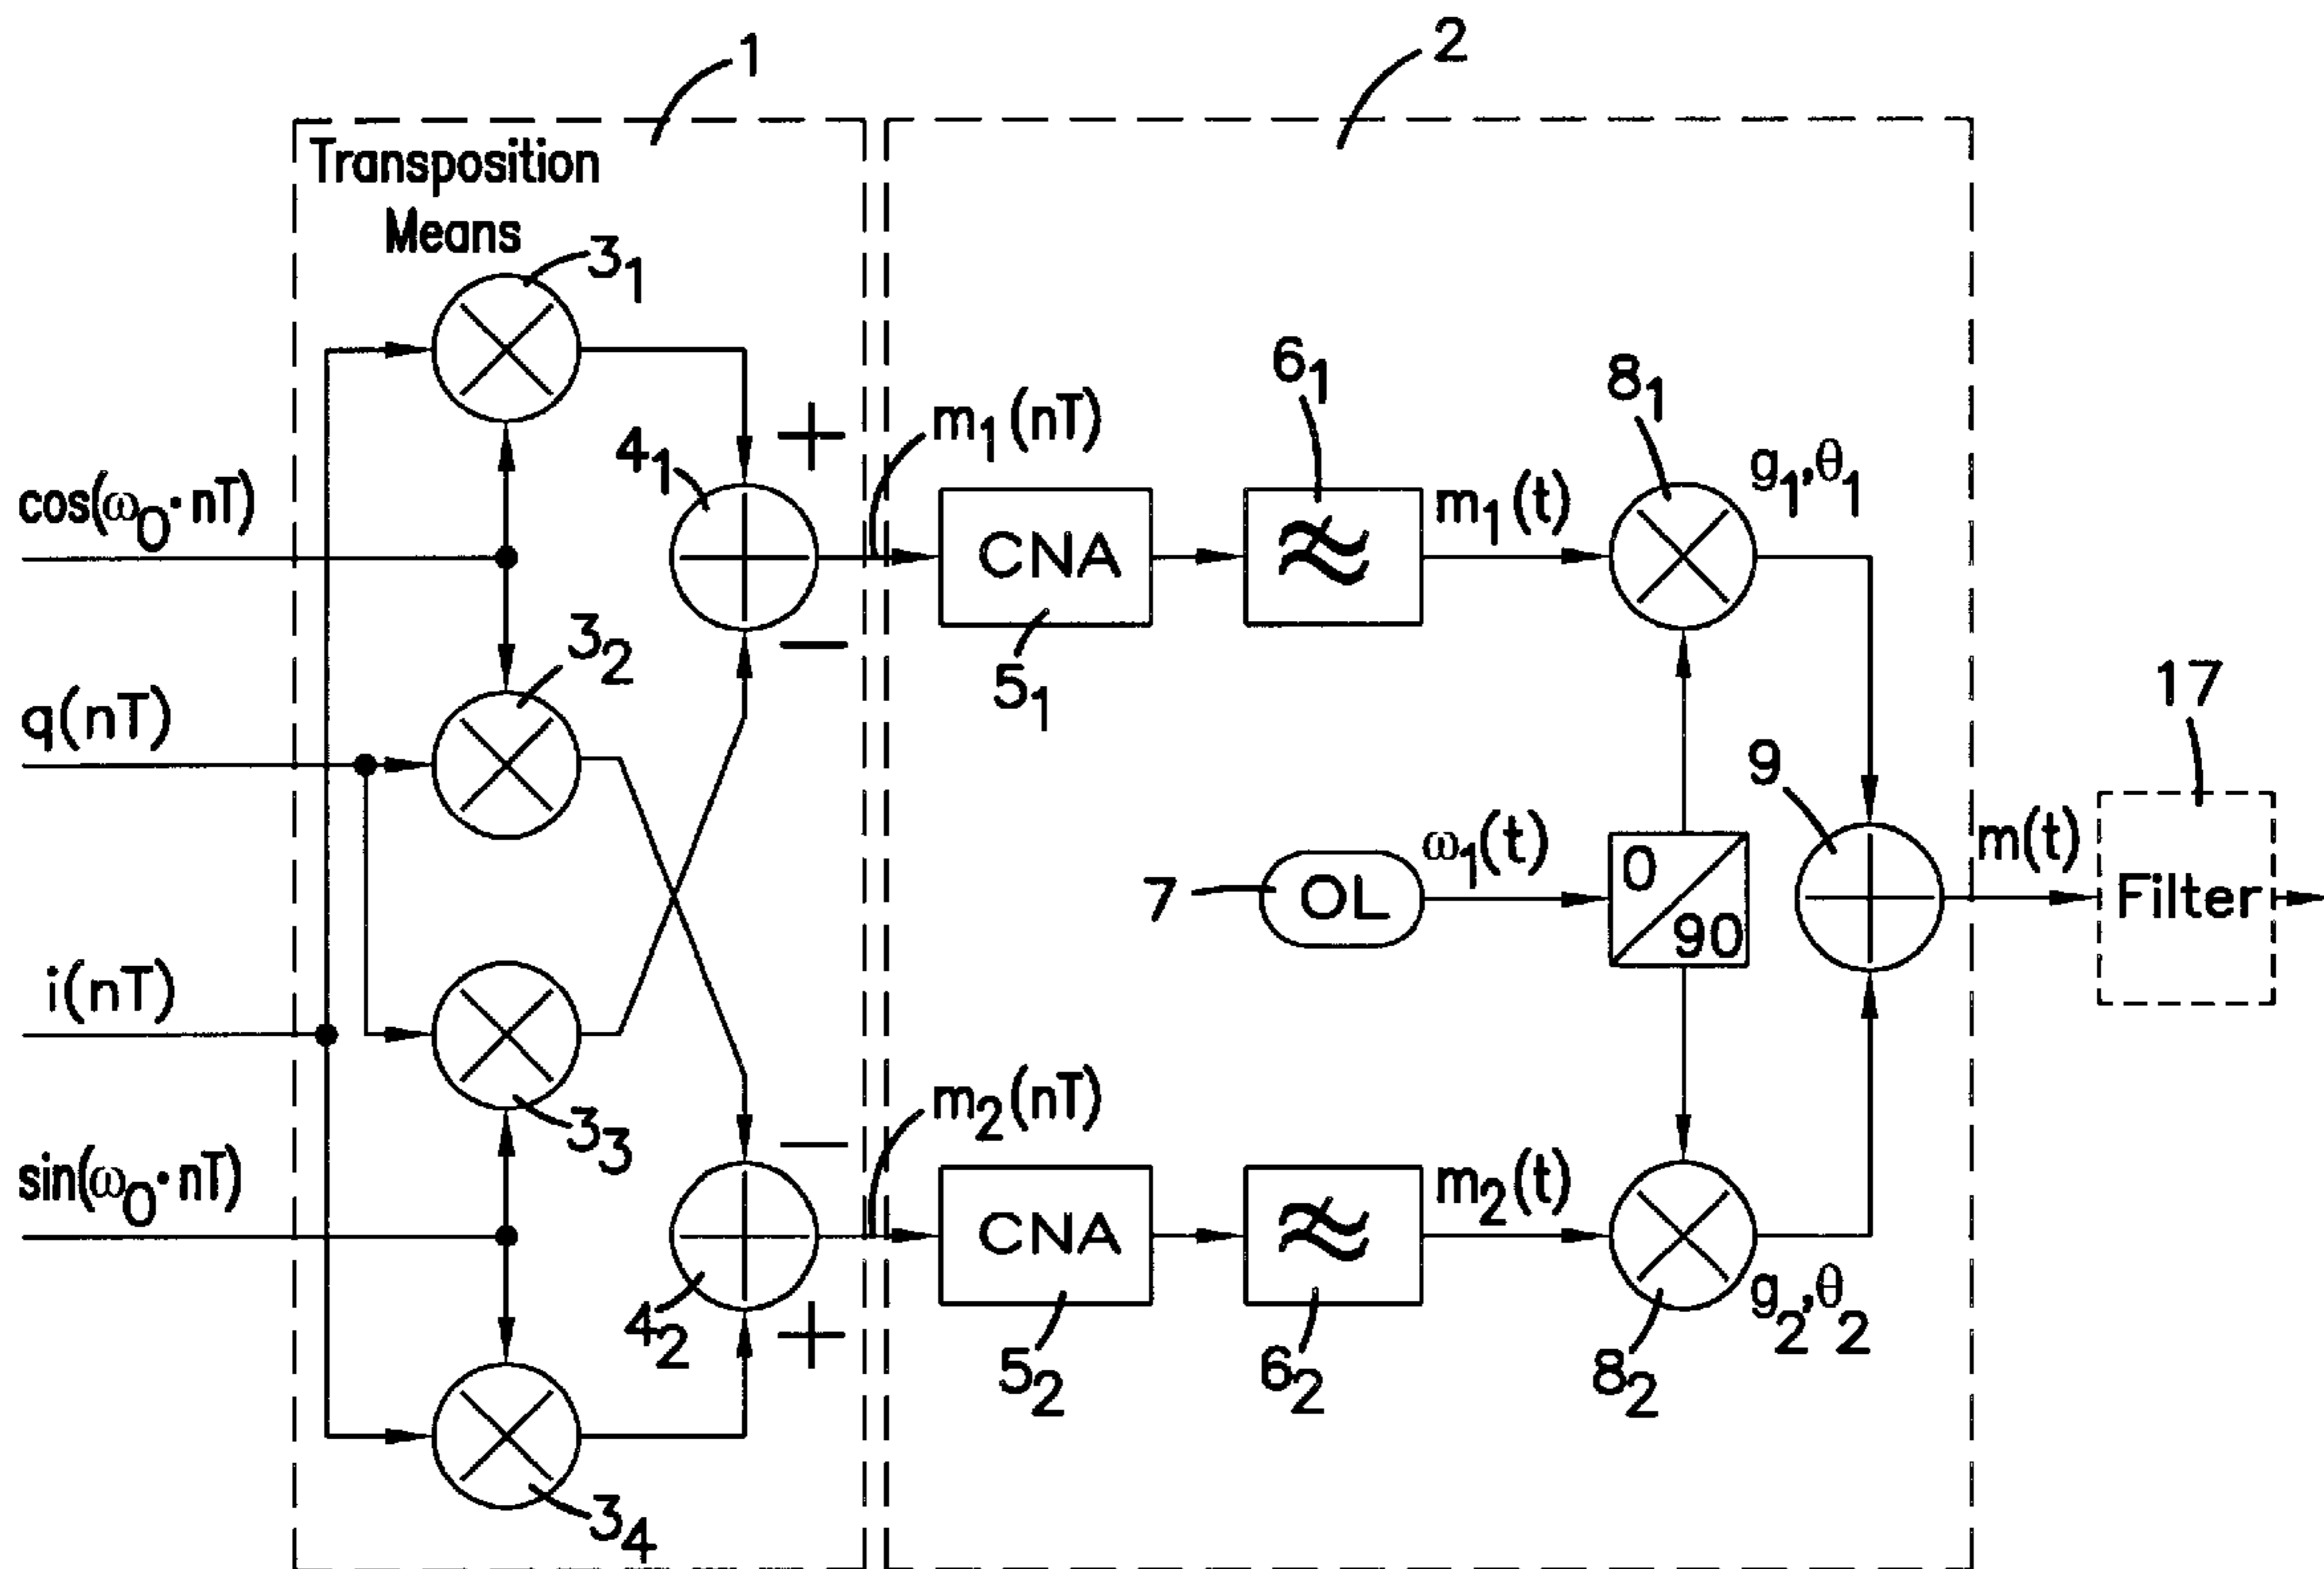 1
2
Transposition
Means
3₁
6₁
8₁
m₁(nT)
4₁
+
g₁,θ₁
cos(ω₀·nT)
m₁(t)
CNA
3₂
−
5₁
17
q(nT)
9
ω₁(t)
m(t)
0
7
OL
Filter
90
i(nT)
m₂(nT)
3₃
−
sin(ω₀·nT)
m₂(t)
CNA
g₂,θ₂
4₂
+
5₂
6₂
8₂
3₄